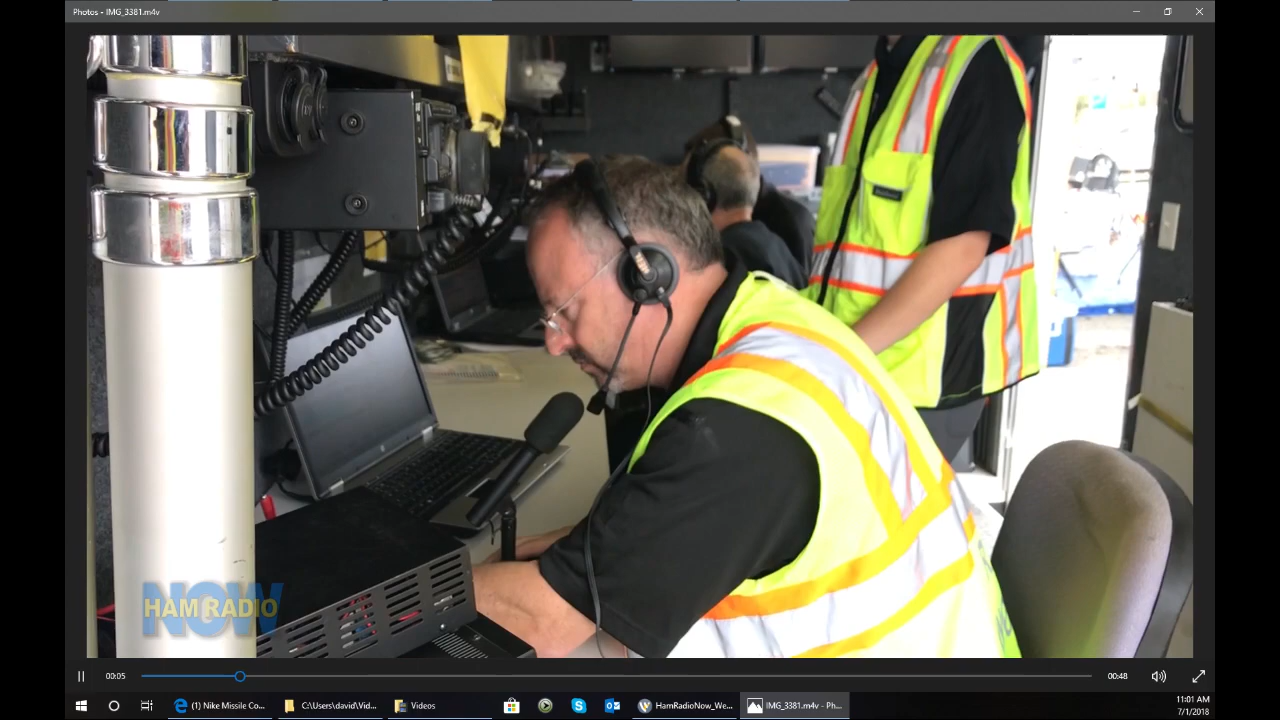 Photos - IMG_3381.m4v
NOW
HAM RADIO
00:05
00:48
(1) Nike Missile Co...
C:\Users\david\Vid...
Videos
HamRadioNow_We...
IMG_3381.m4v - Ph...
11:01 AM
7/1/2018